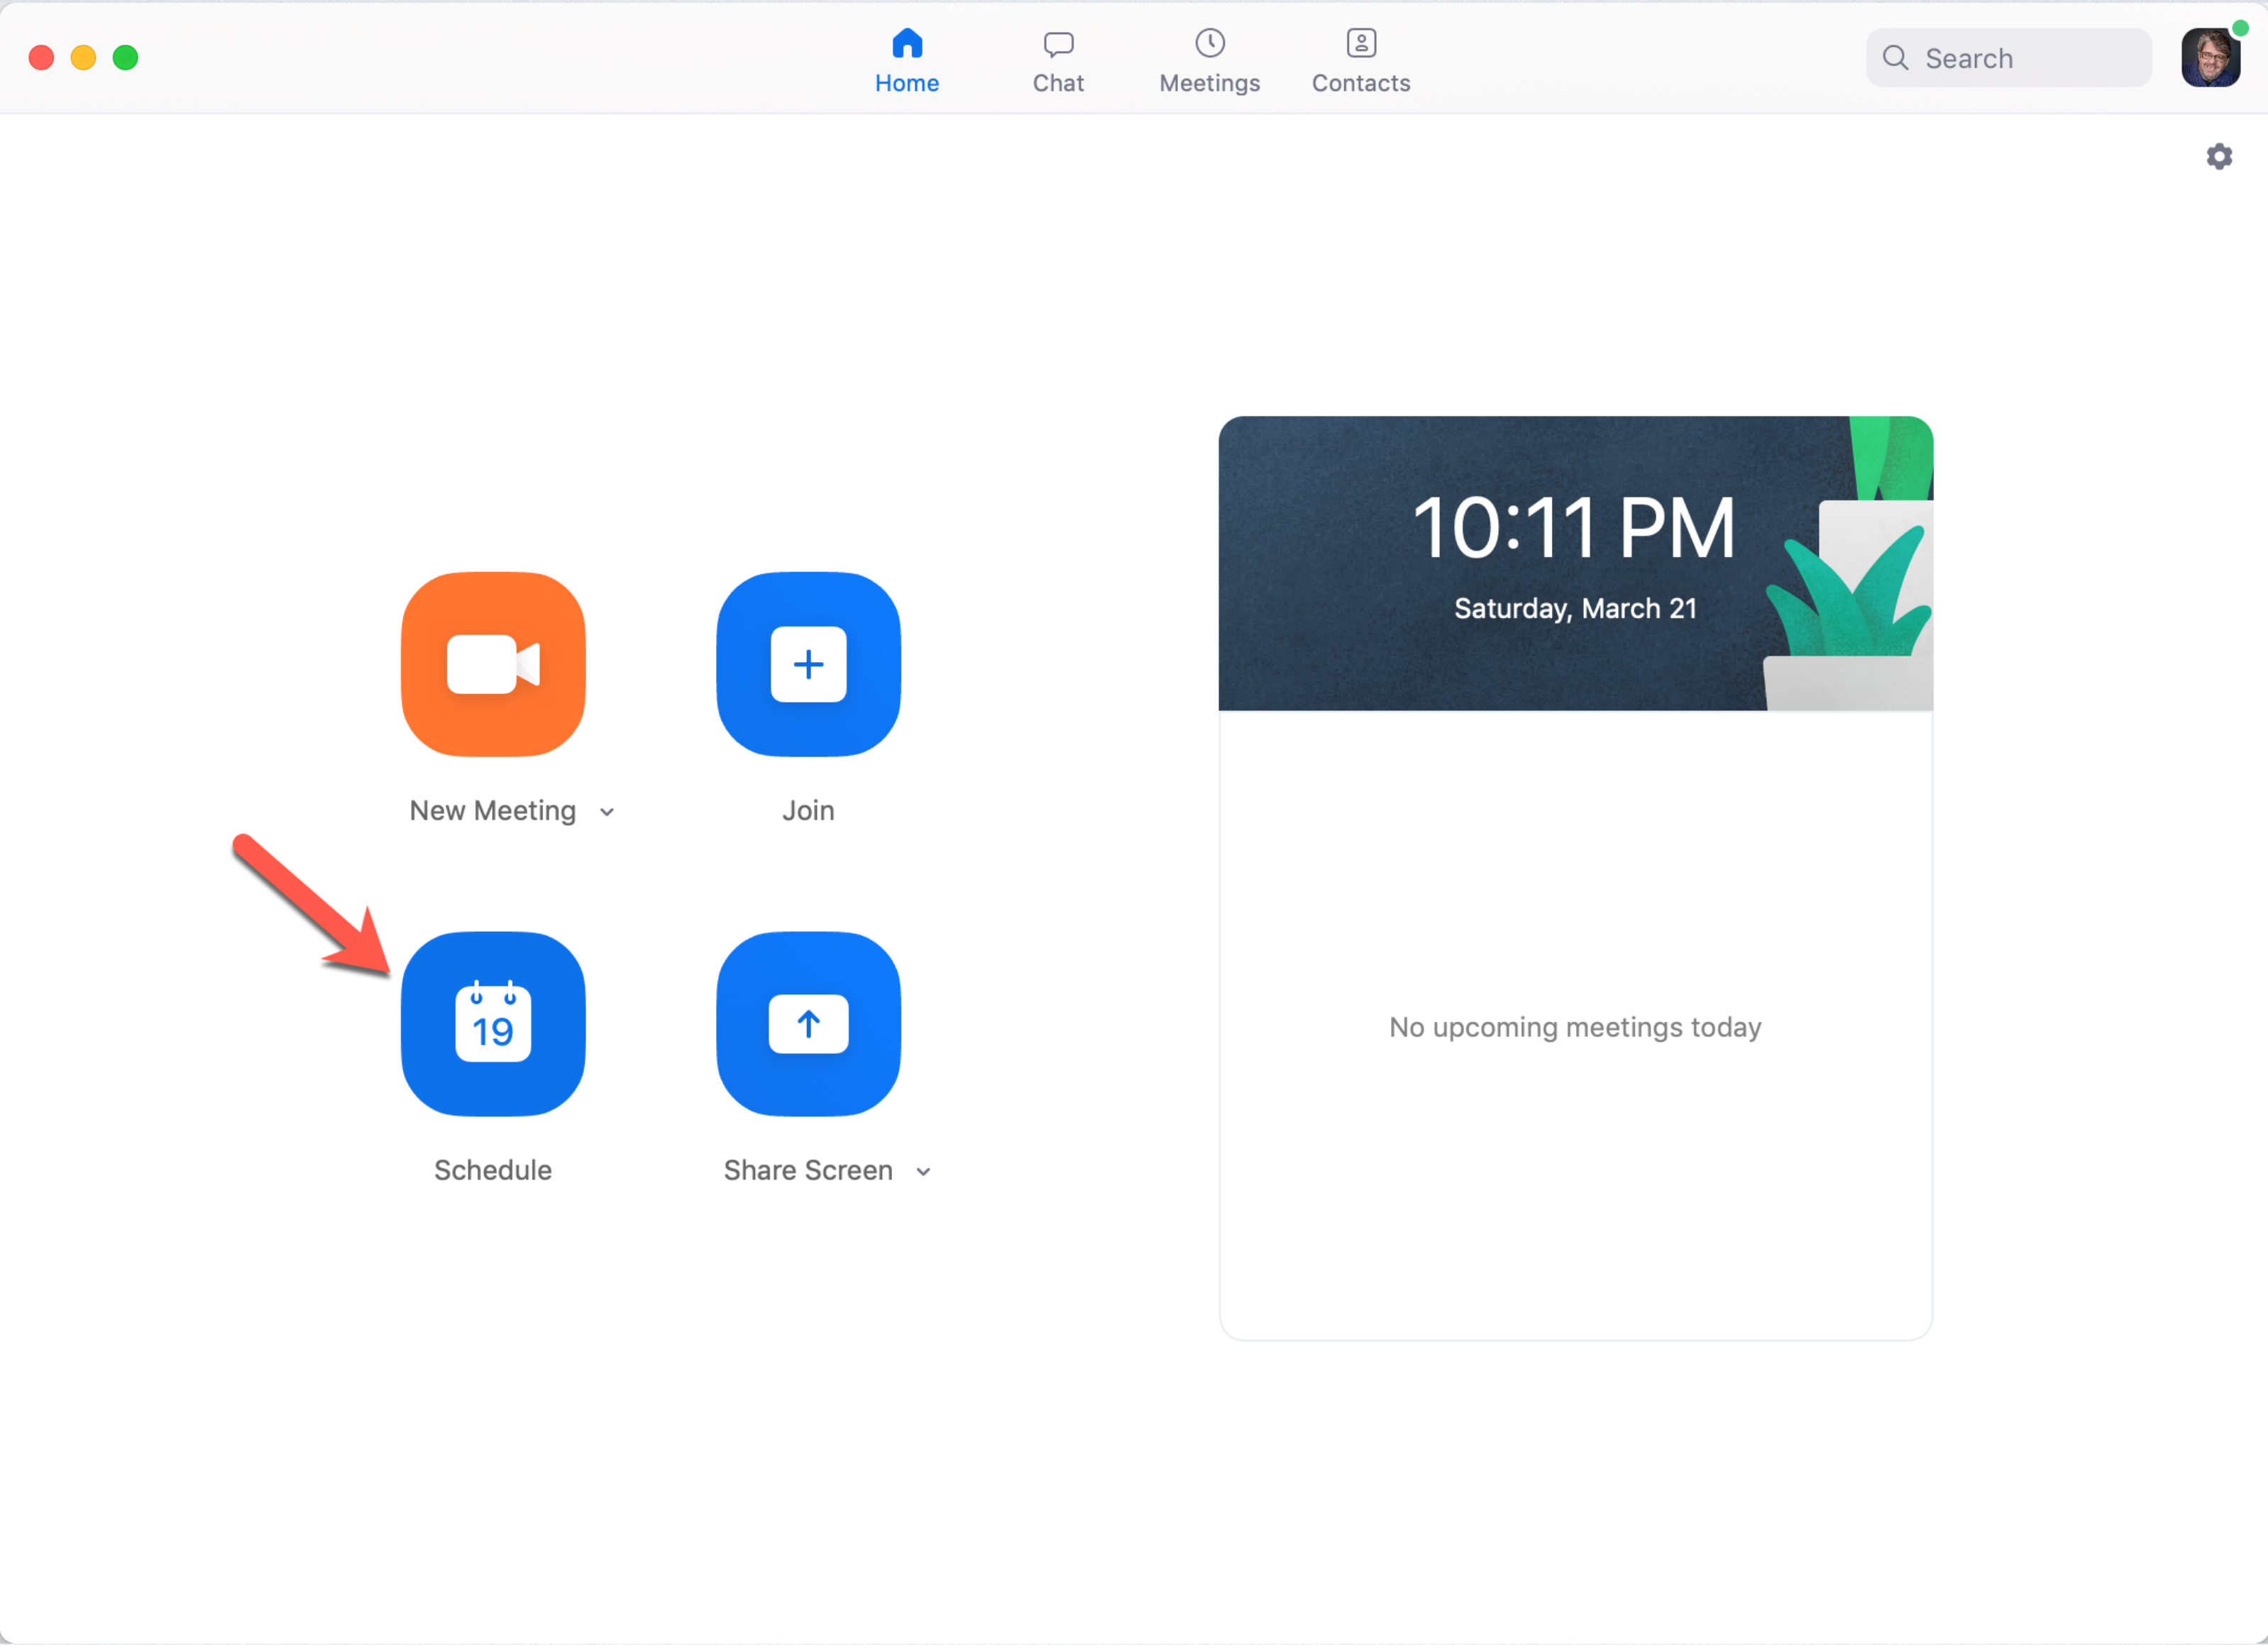 Home
Chat
Meetings
Contacts
Search
10:11 PM
Saturday, March 21
New Meeting
Join
19
Schedule
Share Screen
No upcoming meetings today